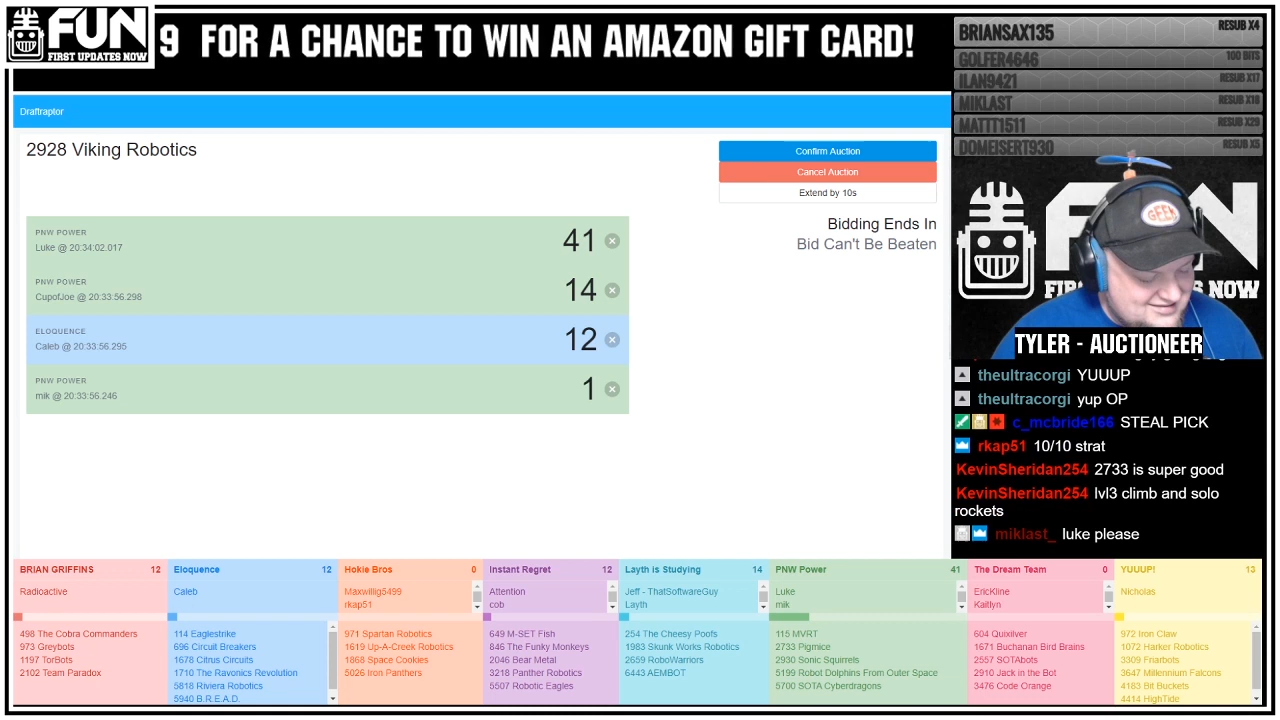 FUN
FIRST UPDATES NOW
9 FOR A CHANCE TO WIN AN AMAZON GIFT CARD!
BRIANSAX135 RESUB X4
GOLFER4646 100 BITS
ILAN9421 RESUB X17
MIKLAST RESUB X18
MATTT1511 RESUB X29
DOMEISERT930 RESUB X5
Draftraptor
2928 Viking Robotics
Confirm Auction
Cancel Auction
Extend by 10s
Bidding Ends In
Bid Can't Be Beaten
PNW POWER
Luke @ 20:34:02.017
41
PNW POWER
CupofJoe @ 20:33:56.298
14
ELOQUENCE
Caleb @ 20:33:56.295
12
PNW POWER
mik @ 20:33:56.246
1
GEEK
TYLER - AUCTIONEER
theultracorgi YUUUP
theultracorgi yup OP
c_mcbride166 STEAL PICK
rkap51 10/10 strat
KevinSheridan254 2733 is super good
KevinSheridan254 lvl3 climb and solo
rockets
miklast_ luke please
BRIAN GRIFFINS 12
Radioactive
498 The Cobra Commanders
973 Greybots
1197 TorBots
2102 Team Paradox
Eloquence 12
Caleb
114 Eaglestrike
696 Circuit Breakers
1678 Citrus Circuits
1710 The Ravonics Revolution
5818 Riviera Robotics
5940 B.R.E.A.D.
Hokie Bros 0
Maxwillig5499
rkap51
971 Spartan Robotics
1619 Up-A-Creek Robotics
1868 Space Cookies
5026 Iron Panthers
Instant Regret 12
Attention
cob
649 M-SET Fish
846 The Funky Monkeys
2046 Bear Metal
3218 Panther Robotics
5507 Robotic Eagles
Layth is Studying 14
Jeff - ThatSoftwareGuy
Layth
254 The Cheesy Poofs
1983 Skunk Works Robotics
2659 RoboWarriors
6443 AEMBOT
PNW Power 41
Luke
mik
115 MVRT
2733 Pigmice
2930 Sonic Squirrels
5199 Robot Dolphins From Outer Space
5700 SOTA Cyberdragons
The Dream Team 0
EricKline
Kaitlyn
604 Quixilver
1671 Buchanan Bird Brains
2557 SOTAbots
2910 Jack in the Bot
3476 Code Orange
YUUUP! 13
Nicholas
972 Iron Claw
1072 Harker Robotics
3309 Friarbots
3647 Millennium Falcons
4183 Bit Buckets
4414 HighTide